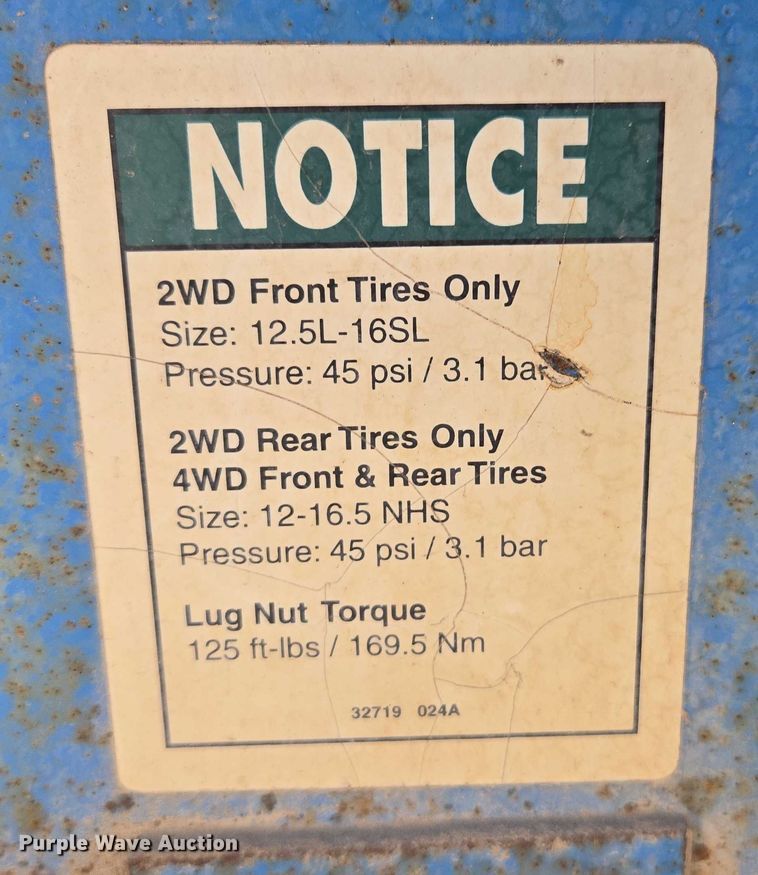 NOTICE
2WD Front Tires Only
Size: 12.5L-16SL
Pressure: 45 psi / 3.1 bar
2WD Rear Tires Only
4WD Front & Rear Tires
Size: 12-16.5 NHS
Pressure: 45 psi / 3.1 bar
Lug Nut Torque
125 ft-lbs / 169.5 Nm
32719 024A
Purple Wave Auction